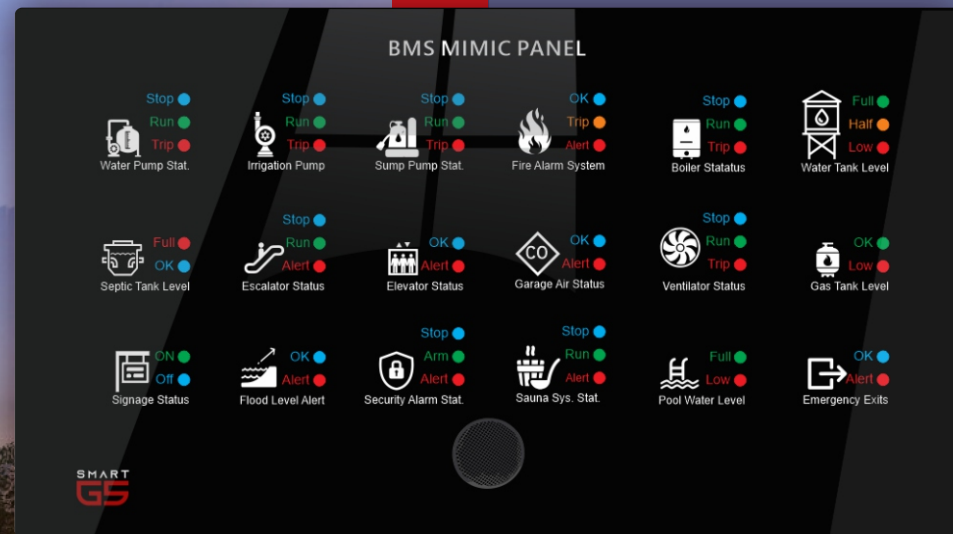 BMS MIMIC PANEL
Stop
Run
Trip
Water Pump Stat.
Stop
Run
Trip
Irrigation Pump
Stop
Run
Trip
Sump Pump Stat.
OK
Trip
Alert
Fire Alarm System
Stop
Run
Trip
Boiler Statatus
Full
Half
Low
Water Tank Level
Full
OK
Septic Tank Level
Stop
Run
Alert
Escalator Status
OK
Alert
Elevator Status
CO
OK
Alert
Garage Air Status
Stop
Run
Trip
Ventilator Status
OK
Low
Gas Tank Level
ON
Off
Signage Status
OK
Alert
Flood Level Alert
Stop
Arm
Alert
Security Alarm Stat.
Stop
Run
Alert
Sauna Sys. Stat.
Full
Low
Pool Water Level
OK
Alert
Emergency Exits
SMART
G5